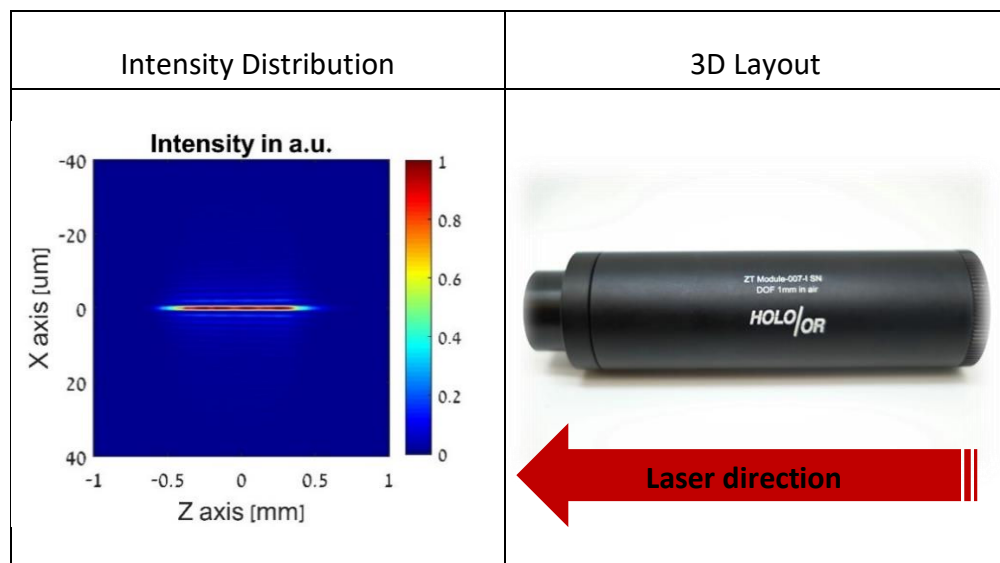 Intensity Distribution
3D Layout
Intensity in a.u.
-40
-20
0
20
40
X axis [um]
-1
-0.5
0
0.5
1
Z axis [mm]
1
0.8
0.6
0.4
0.2
0
ZT Module-007-I SN
DOF 1mm in air
HOLO/OR
Laser direction